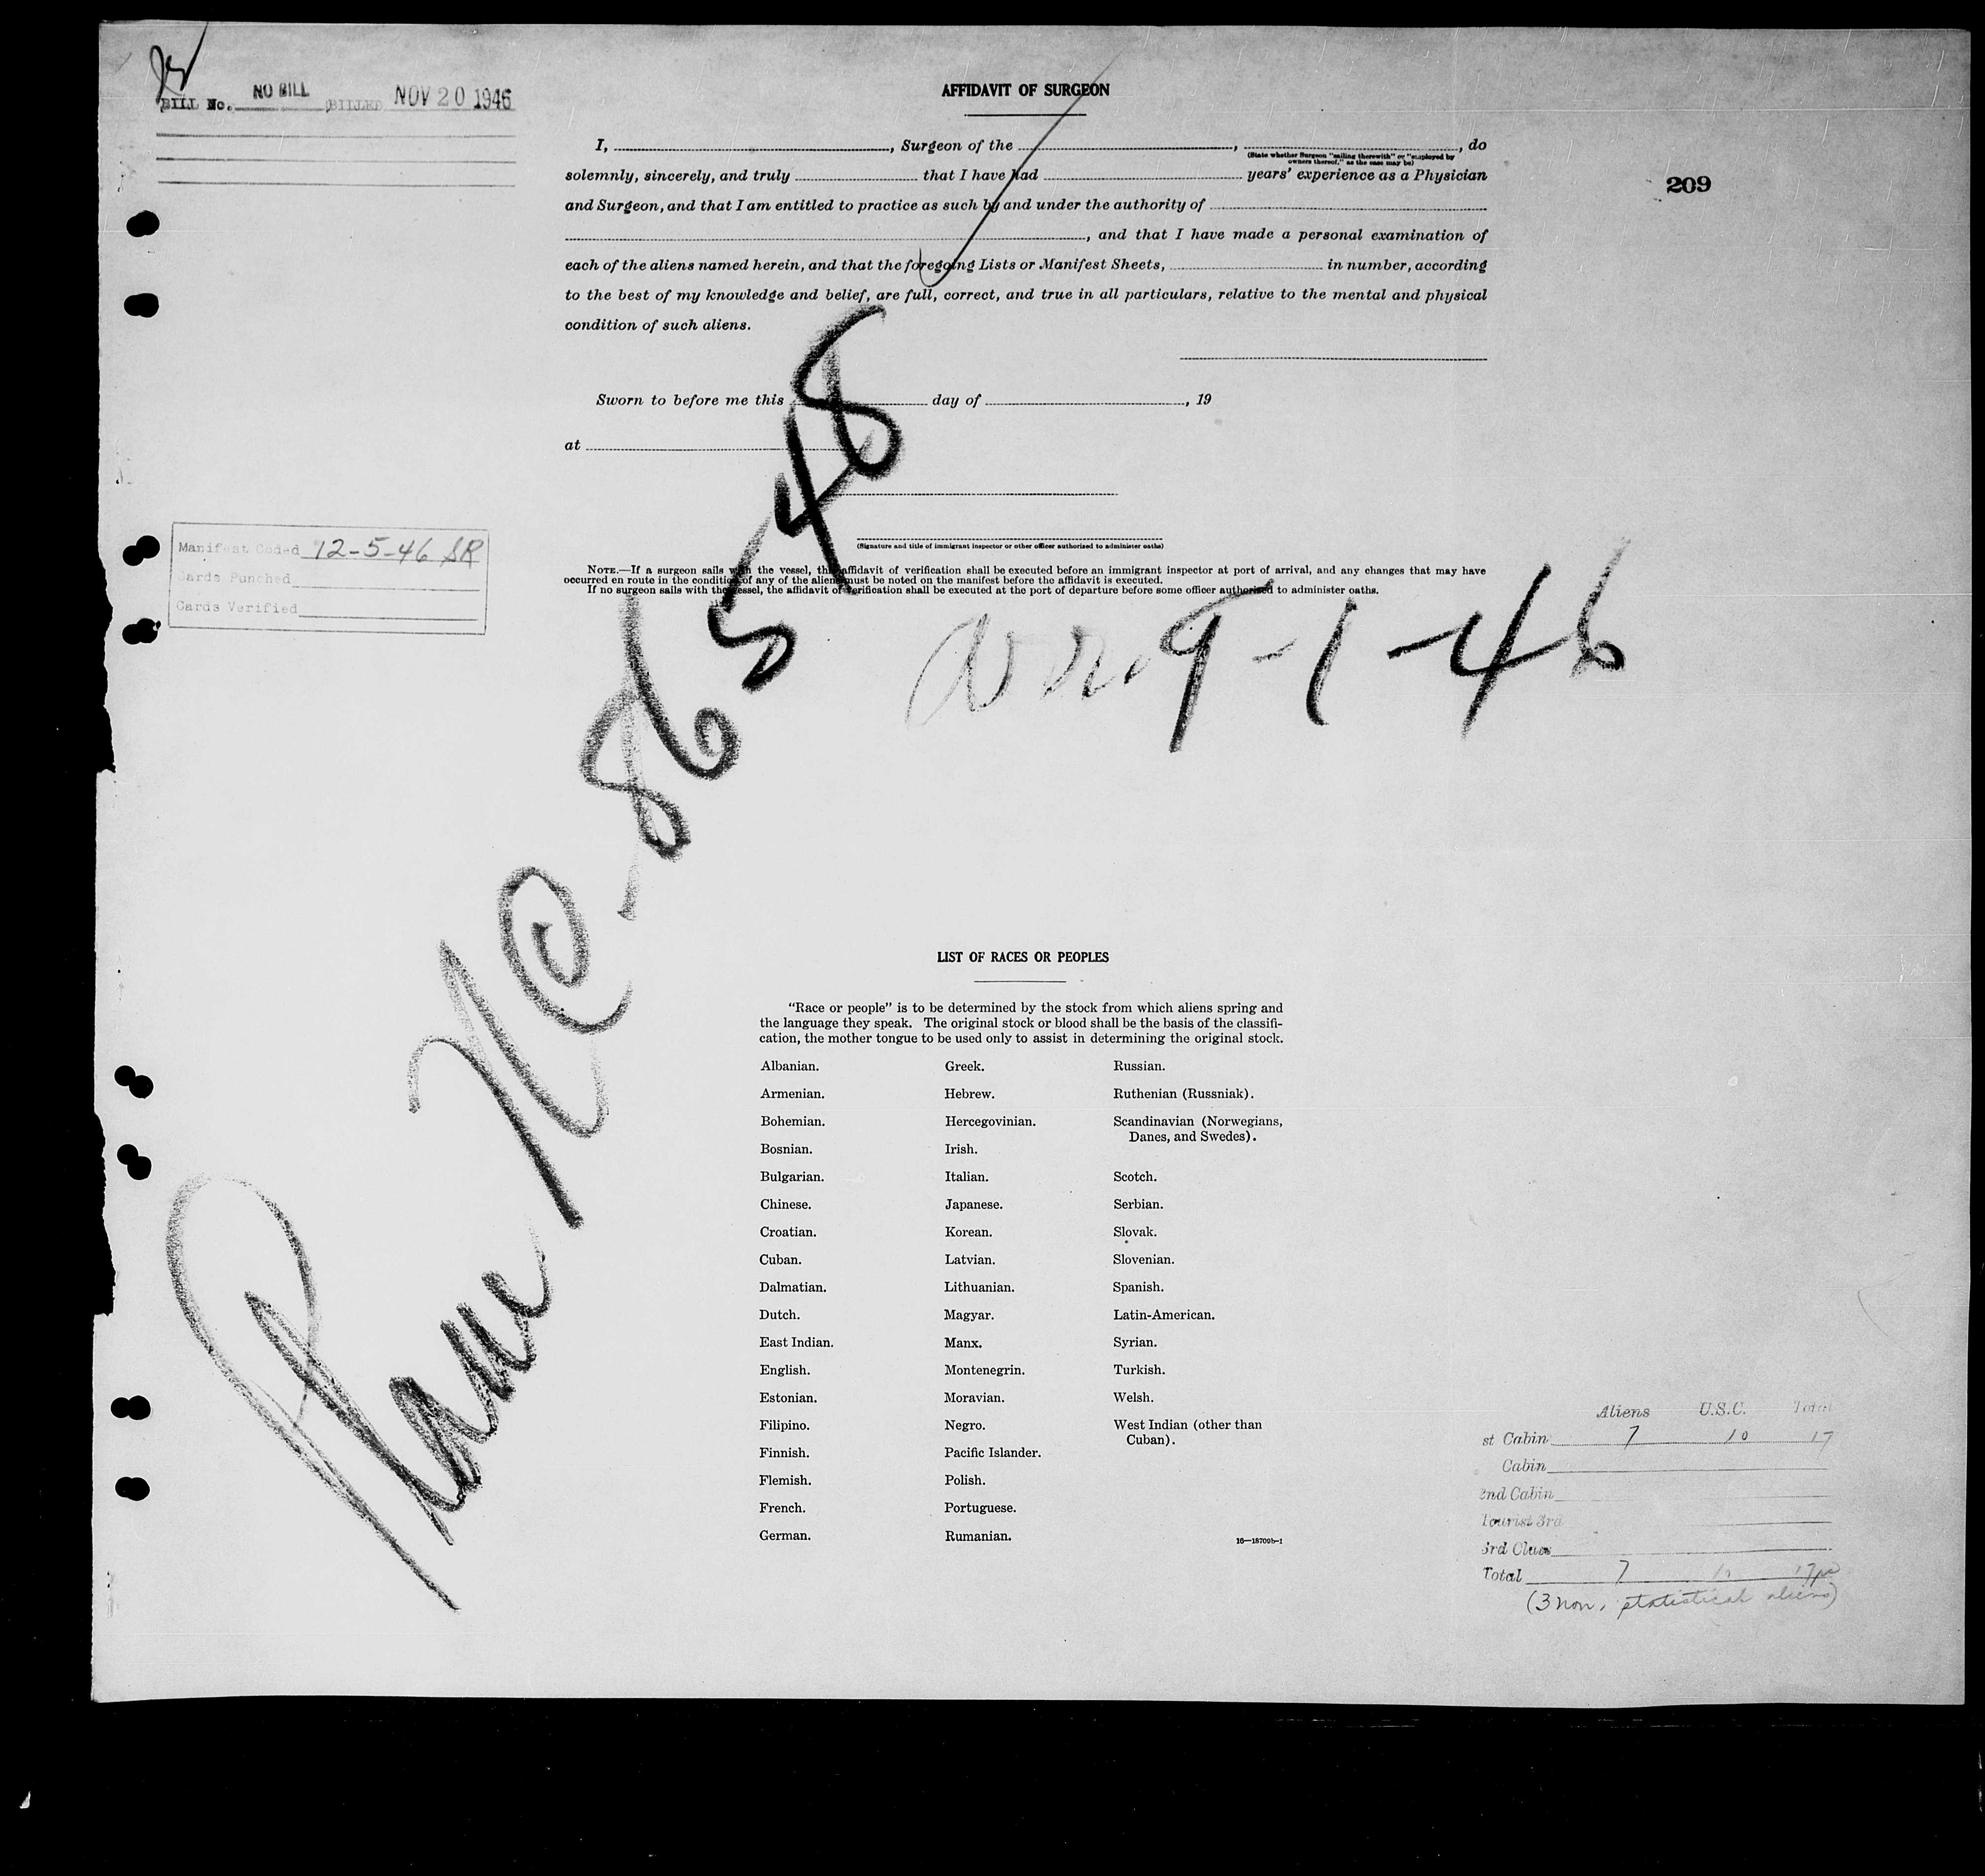 BILL No. NO BILL BILLED NOV 20 1946
AFFIDAVIT OF SURGEON
209
I, , Surgeon of the , , do
(State whether Surgeon "sailing therewith" or "employed by
owners thereof," as the case may be)
solemnly, sincerely, and truly that I have had years' experience as a Physician
and Surgeon, and that I am entitled to practice as such by and under the authority of
, and that I have made a personal examination of
each of the aliens named herein, and that the foregoing Lists or Manifest Sheets, in number, according
to the best of my knowledge and belief, are full, correct, and true in all particulars, relative to the mental and physical
condition of such aliens.
Sworn to before me this day of , 19
at
(Signature and title of immigrant inspector or other officer authorized to administer oaths)
Manifest Coded 12-5-46 SR
Cards Punched
Cards Verified
NOTE.—If a surgeon sails with the vessel, the affidavit of verification shall be executed before an immigrant inspector at port of arrival, and any changes that may have
occurred en route in the condition of any of the aliens must be noted on the manifest before the affidavit is executed.
If no surgeon sails with the vessel, the affidavit of verification shall be executed at the port of departure before some officer authorized to administer oaths.
9-1-46
Plane NC-86548
LIST OF RACES OR PEOPLES
"Race or people" is to be determined by the stock from which aliens spring and
the language they speak. The original stock or blood shall be the basis of the classifi-
cation, the mother tongue to be used only to assist in determining the original stock.
Albanian. Greek. Russian.
Armenian. Hebrew. Ruthenian (Russniak).
Bohemian. Hercegovinian. Scandinavian (Norwegians,
Danes, and Swedes).
Bosnian. Irish.
Bulgarian. Italian. Scotch.
Chinese. Japanese. Serbian.
Croatian. Korean. Slovak.
Cuban. Latvian. Slovenian.
Dalmatian. Lithuanian. Spanish.
Dutch. Magyar. Latin-American.
East Indian. Manx. Syrian.
English. Montenegrin. Turkish.
Estonian. Moravian. Welsh.
Filipino. Negro. West Indian (other than
Cuban).
Finnish. Pacific Islander.
Flemish. Polish.
French. Portuguese.
German. Rumanian.
16—18709b-1
Aliens U.S.C. Total
st Cabin 7 10 17
Cabin
2nd Cabin
Tourist 3rd
3rd Class
Total 7 10 17
(3 non. statistical aliens)